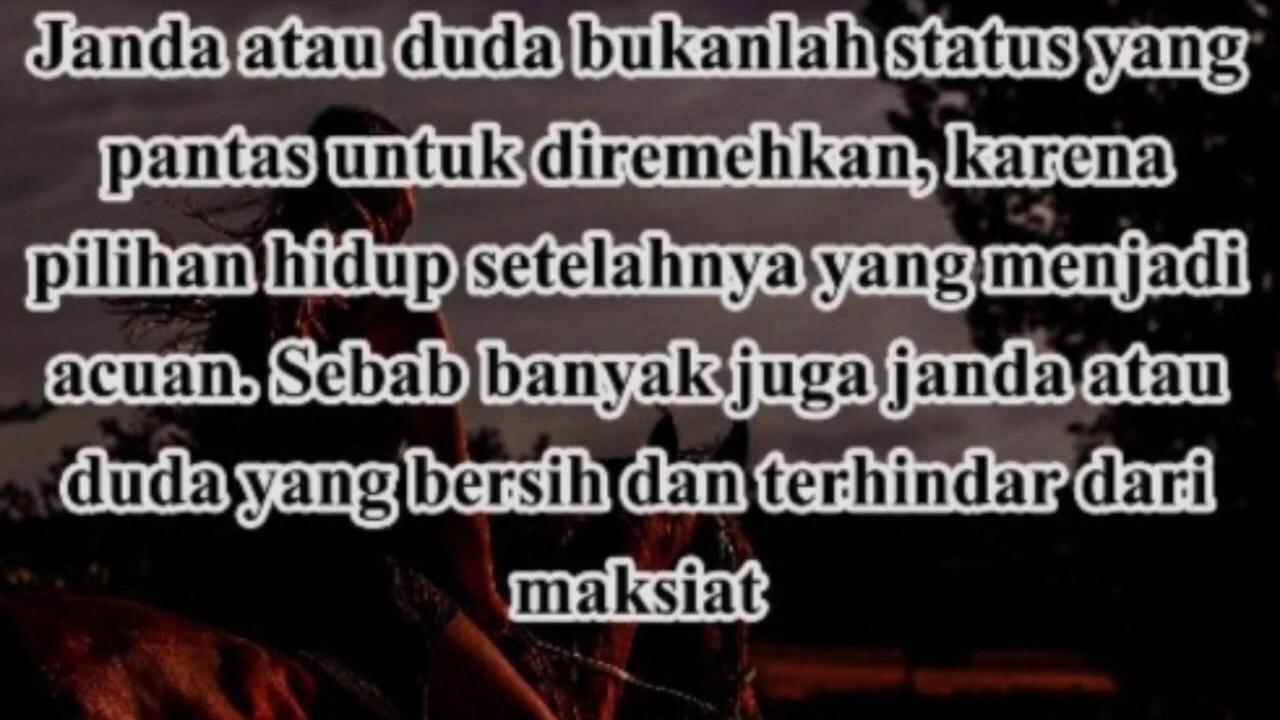 Janda atau duda bukanlah status yang
pantas untuk diremehkan, karena
pilihan hidup setelahnya yang menjadi
acuan. Sebab banyak juga janda atau
duda yang bersih dan terhindar dari
maksiat